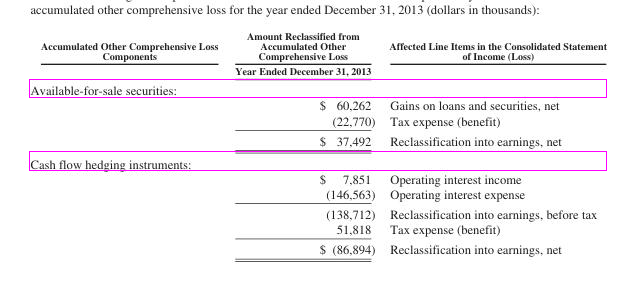 accumulated other comprehensive loss for the year ended December 31, 2013 (dollars in thousands):
Accumulated Other Comprehensive Loss
Components
Amount Reclassified from
Accumulated Other
Comprehensive Loss
Affected Line Items in the Consolidated Statement
of Income (Loss)
Year Ended December 31, 2013
Available-for-sale securities:
$ 60,262 Gains on loans and securities, net
(22,770) Tax expense (benefit)
$ 37,492 Reclassification into earnings, net
Cash flow hedging instruments:
$ 7,851 Operating interest income
(146,563) Operating interest expense
(138,712) Reclassification into earnings, before tax
51,818 Tax expense (benefit)
$ (86,894) Reclassification into earnings, net